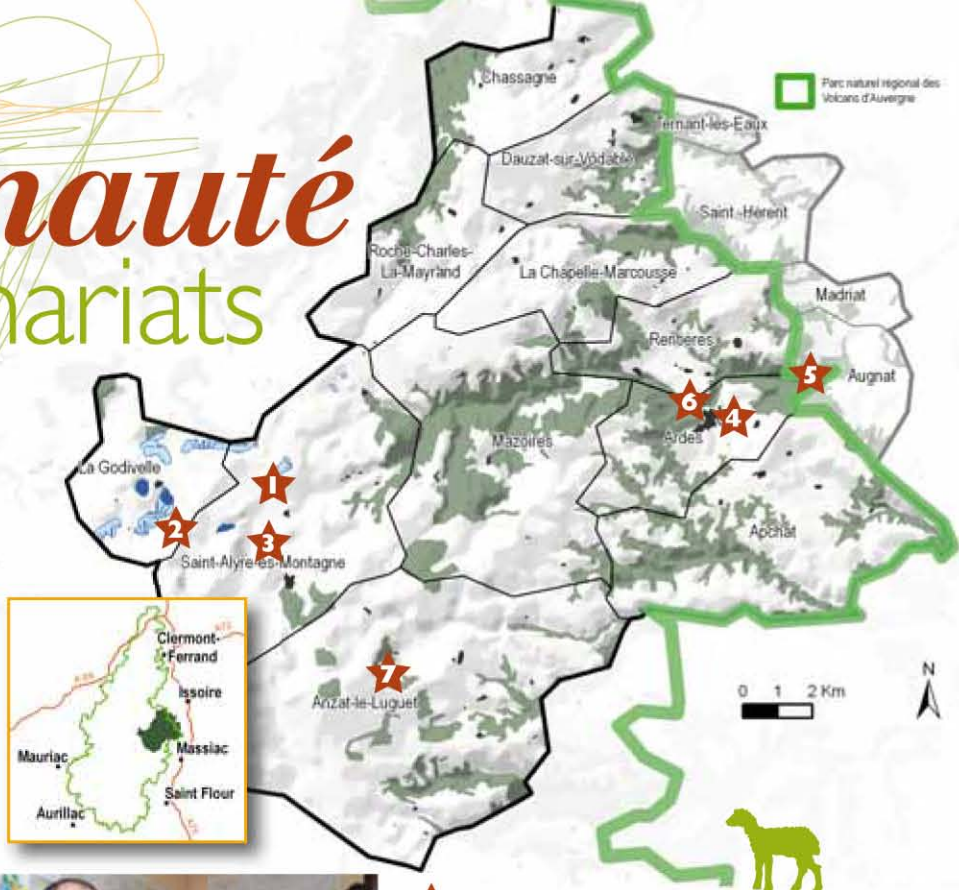 nauté
nariats
Parc naturel régional des
Volcans d'Auvergne
Chassagne
Ternant-les-Eaux
Dauzat-sur-Vodable
Saint-Hérent
Roche-Charles-
La-Mayrand
La Chapelle-Marcousse
Madriat
Rentières
5
Augnat
6
4
Ardes
Mazoires
La Godivelle
1
2
3
Saint-Alyre-ès-Montagne
Apchat
7
Anzat-le-Luguet
0 1 2 Km
N
Clermont-
Ferrand
Issoire
Massiac
Mauriac
Saint Flour
Aurillac